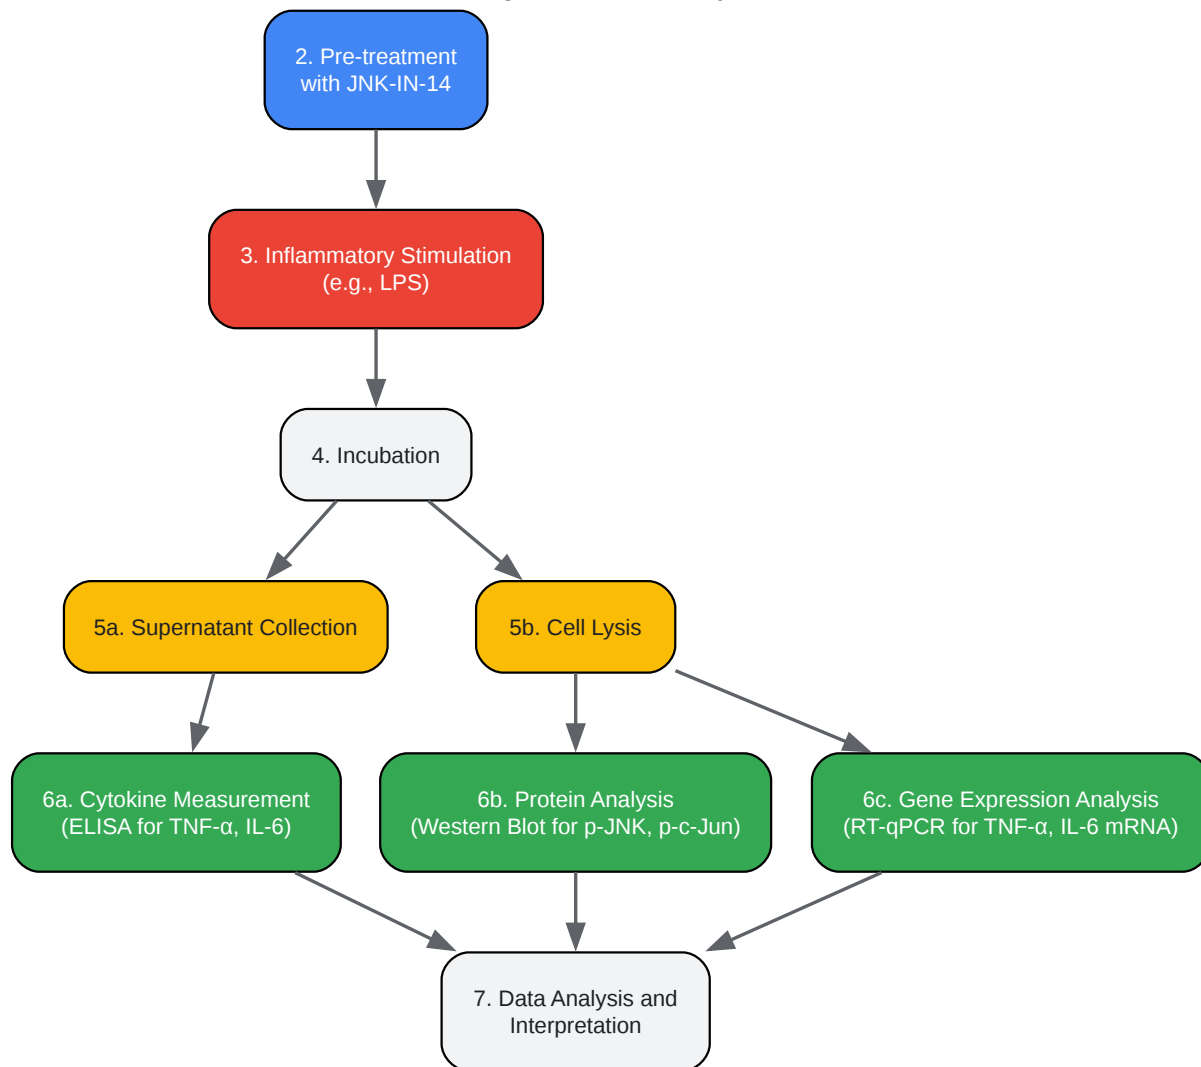 2. Pre-treatment
with JNK-IN-14
3. Inflammatory Stimulation
(e.g., LPS)
4. Incubation
5a. Supernatant Collection
5b. Cell Lysis
6a. Cytokine Measurement
(ELISA for TNF-α, IL-6)
6b. Protein Analysis
(Western Blot for p-JNK, p-c-Jun)
6c. Gene Expression Analysis
(RT-qPCR for TNF-α, IL-6 mRNA)
7. Data Analysis and
Interpretation